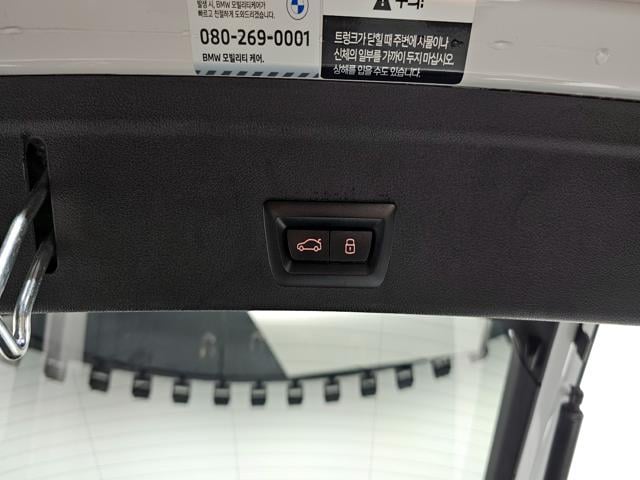 발생 시, BMW 모빌리티케어가
빠르고 친절하게 도와드리겠습니다.
080-269-0001
BMW 모빌리티 케어.
주의!
트렁크가 닫힐 때 주변에 사물이나
신체의 일부를 가까이 두지 마십시오.
상해를 입을 수도 있습니다.